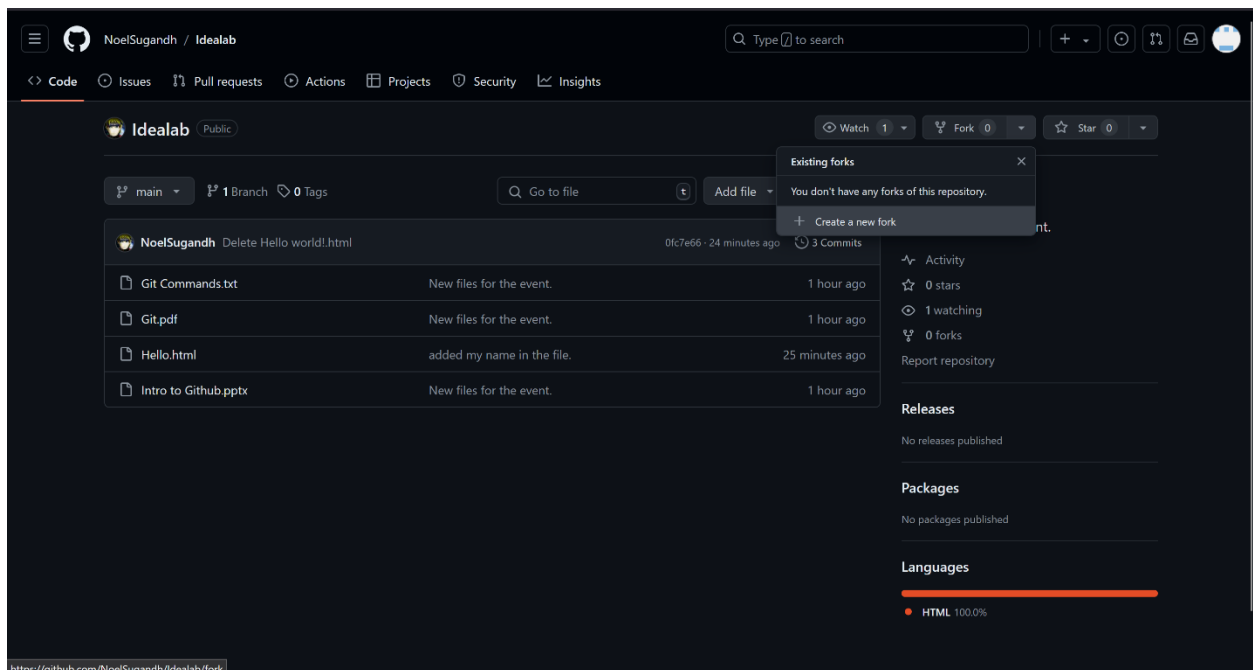 NoelSugandh / Idealab
Type / to search
Code Issues Pull requests Actions Projects Security Insights
Idealab Public
Watch 1 Fork 0 Star 0
Existing forks
You don't have any forks of this repository.
Create a new fork
main 1 Branch 0 Tags Go to file t Add file
nt.
NoelSugandh Delete Hello world!.html 0fc7e66 · 24 minutes ago 3 Commits
Git Commands.txt New files for the event. 1 hour ago
Git.pdf New files for the event. 1 hour ago
Hello.html added my name in the file. 25 minutes ago
Intro to Github.pptx New files for the event. 1 hour ago
Activity
0 stars
1 watching
0 forks
Report repository
Releases
No releases published
Packages
No packages published
Languages
HTML 100.0%
https://github.com/NoelSugandh/Idealab/fork